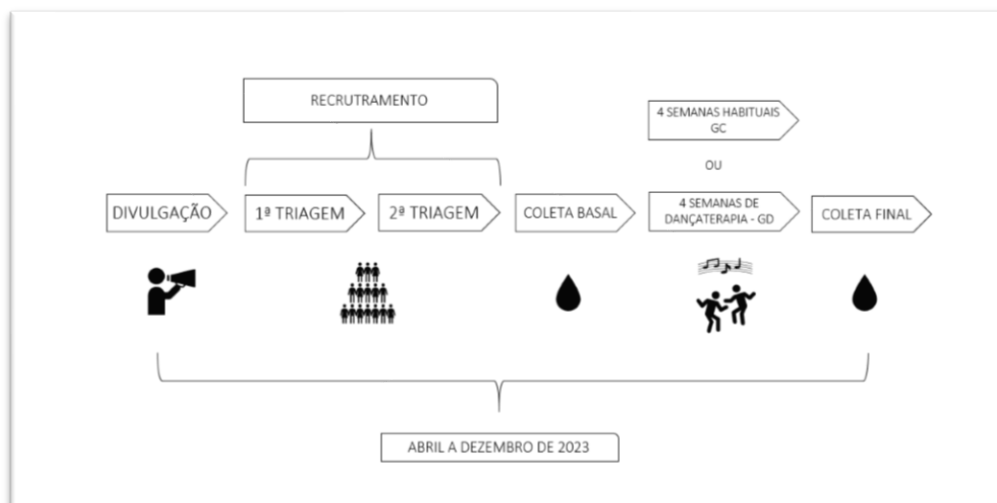 RECRUTRAMENTO
4 SEMANAS HABITUAIS
GC
OU
DIVULGAÇÃO
1ª TRIAGEM
2ª TRIAGEM
COLETA BASAL
4 SEMANAS DE
DANÇATERAPIA - GD
COLETA FINAL
ABRIL A DEZEMBRO DE 2023